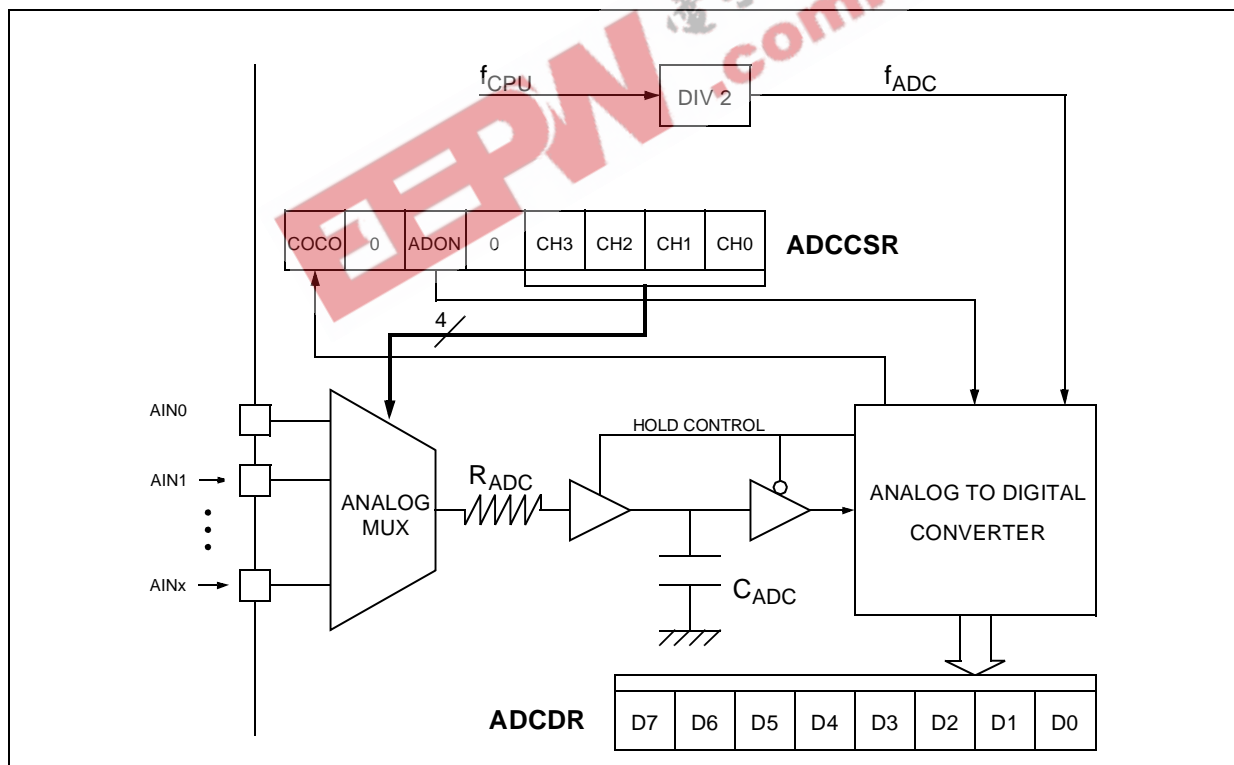 EEPW
.com
fCPU
DIV 2
fADC
COCO 0 ADON 0 CH3 CH2 CH1 CH0
ADCCSR
4
AIN0
HOLD CONTROL
AIN1
RADC
ANALOG
MUX
ANALOG TO DIGITAL
CONVERTER
AINx
CADC
ADCDR
D7 D6 D5 D4 D3 D2 D1 D0